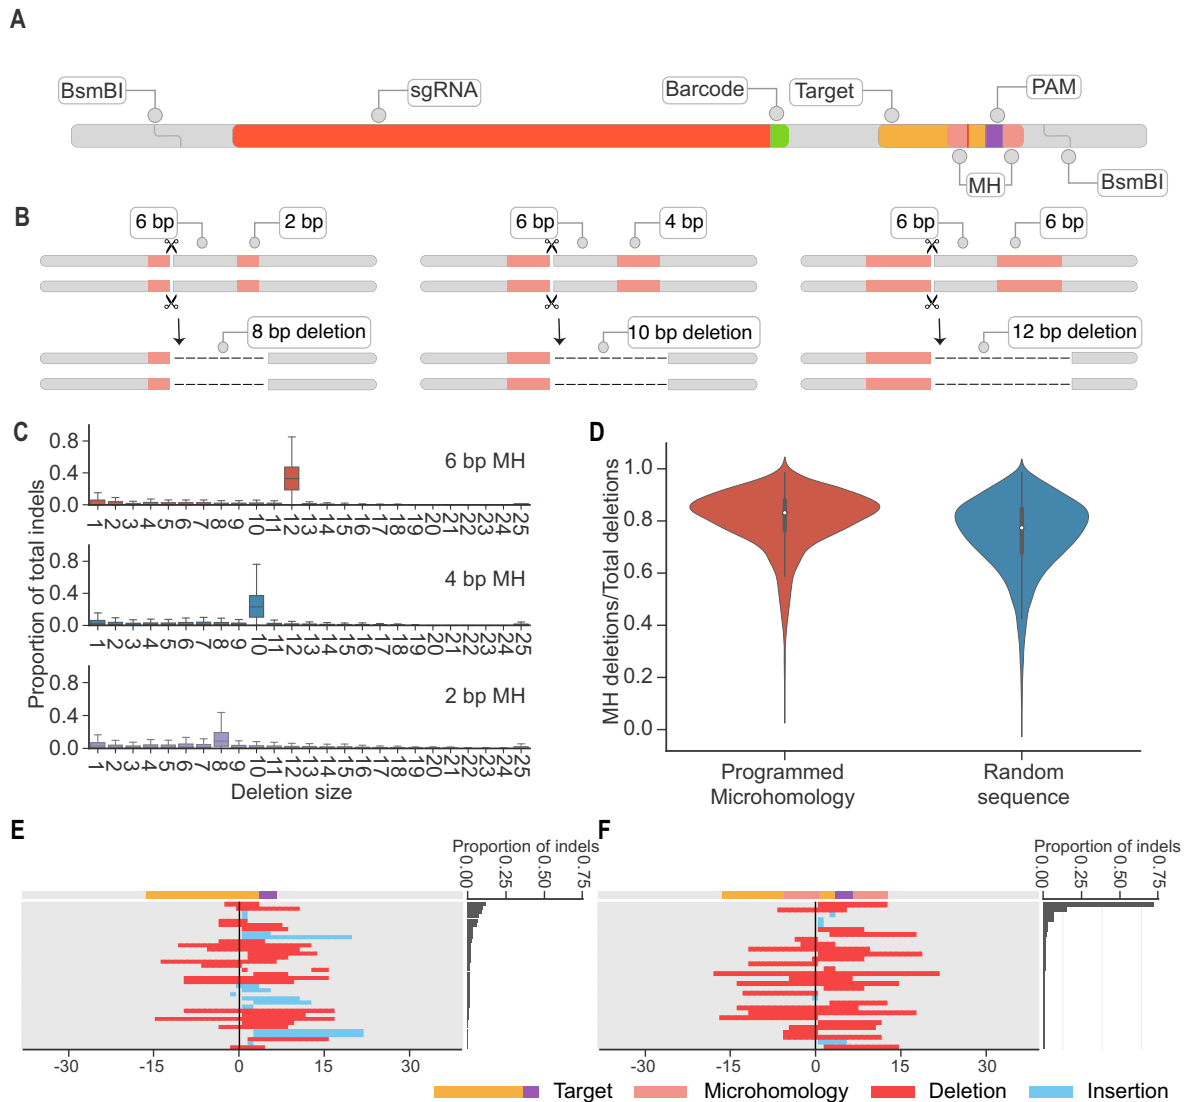 A
BsmBI
sgRNA
Barcode
Target
PAM
MH
BsmBI
B
6 bp
2 bp
6 bp
4 bp
6 bp
6 bp
8 bp deletion
10 bp deletion
12 bp deletion
C
Proportion of total indels
0.8
0.4
0.0
6 bp MH
1 2 3 4 5 6 7 8 9 10 11 12 13 14 15 16 17 18 19 20 21 22 23 24 25
0.8
0.4
0.0
4 bp MH
1 2 3 4 5 6 7 8 9 10 11 12 13 14 15 16 17 18 19 20 21 22 23 24 25
0.8
0.4
0.0
2 bp MH
1 2 3 4 5 6 7 8 9 10 11 12 13 14 15 16 17 18 19 20 21 22 23 24 25
Deletion size
D
MH deletions/Total deletions
1.0
0.8
0.6
0.4
0.2
0.0
Programmed
Microhomology
Random
sequence
E
Proportion of indels
0.00 0.25 0.50 0.75
-30 -15 0 15 30
F
Proportion of indels
0.00 0.25 0.50 0.75
-30 -15 0 15 30
Target Microhomology Deletion Insertion